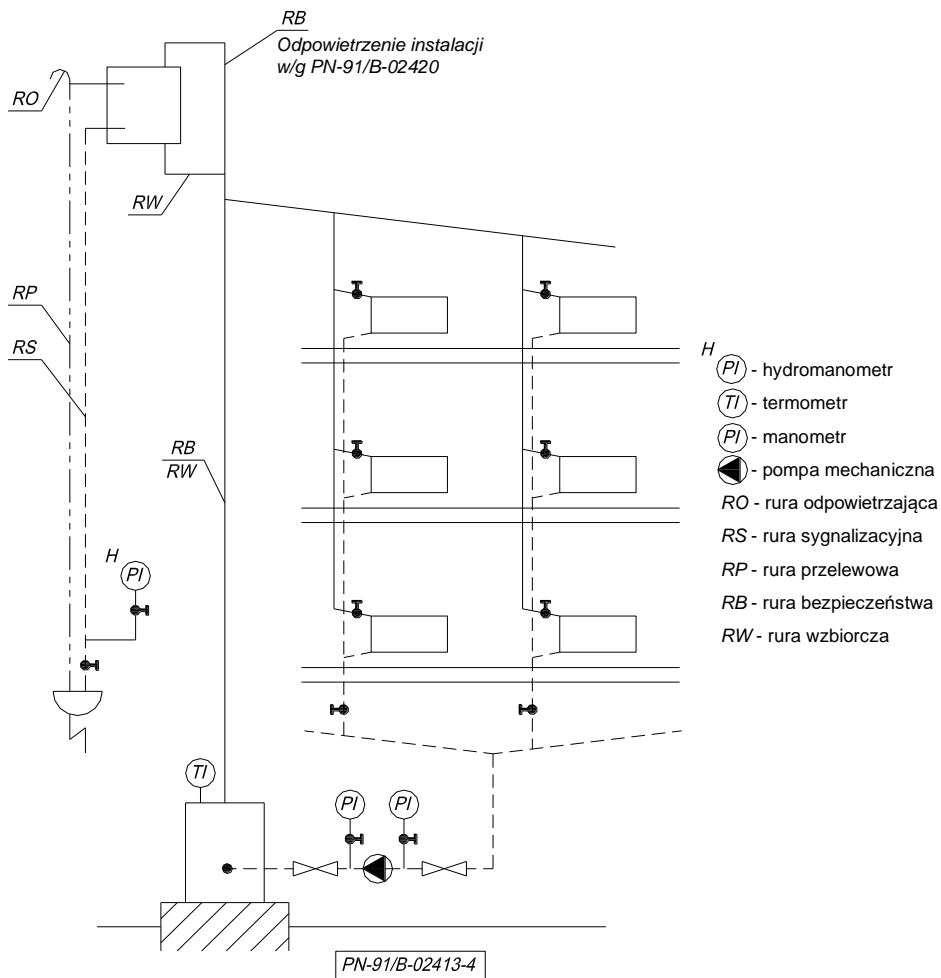 RB
Odpowietrzenie instalacji
w/g PN-91/B-02420
RO
RW
RP
RS
RB
RW
H
PI
H
PI - hydromanometr
TI - termometr
PI - manometr
- pompa mechaniczna
RO - rura odpowietrzająca
RS - rura sygnalizacyjna
RP - rura przelewowa
RB - rura bezpieczeństwa
RW - rura wzbiorcza
TI
PI
PI
PN-91/B-02413-4